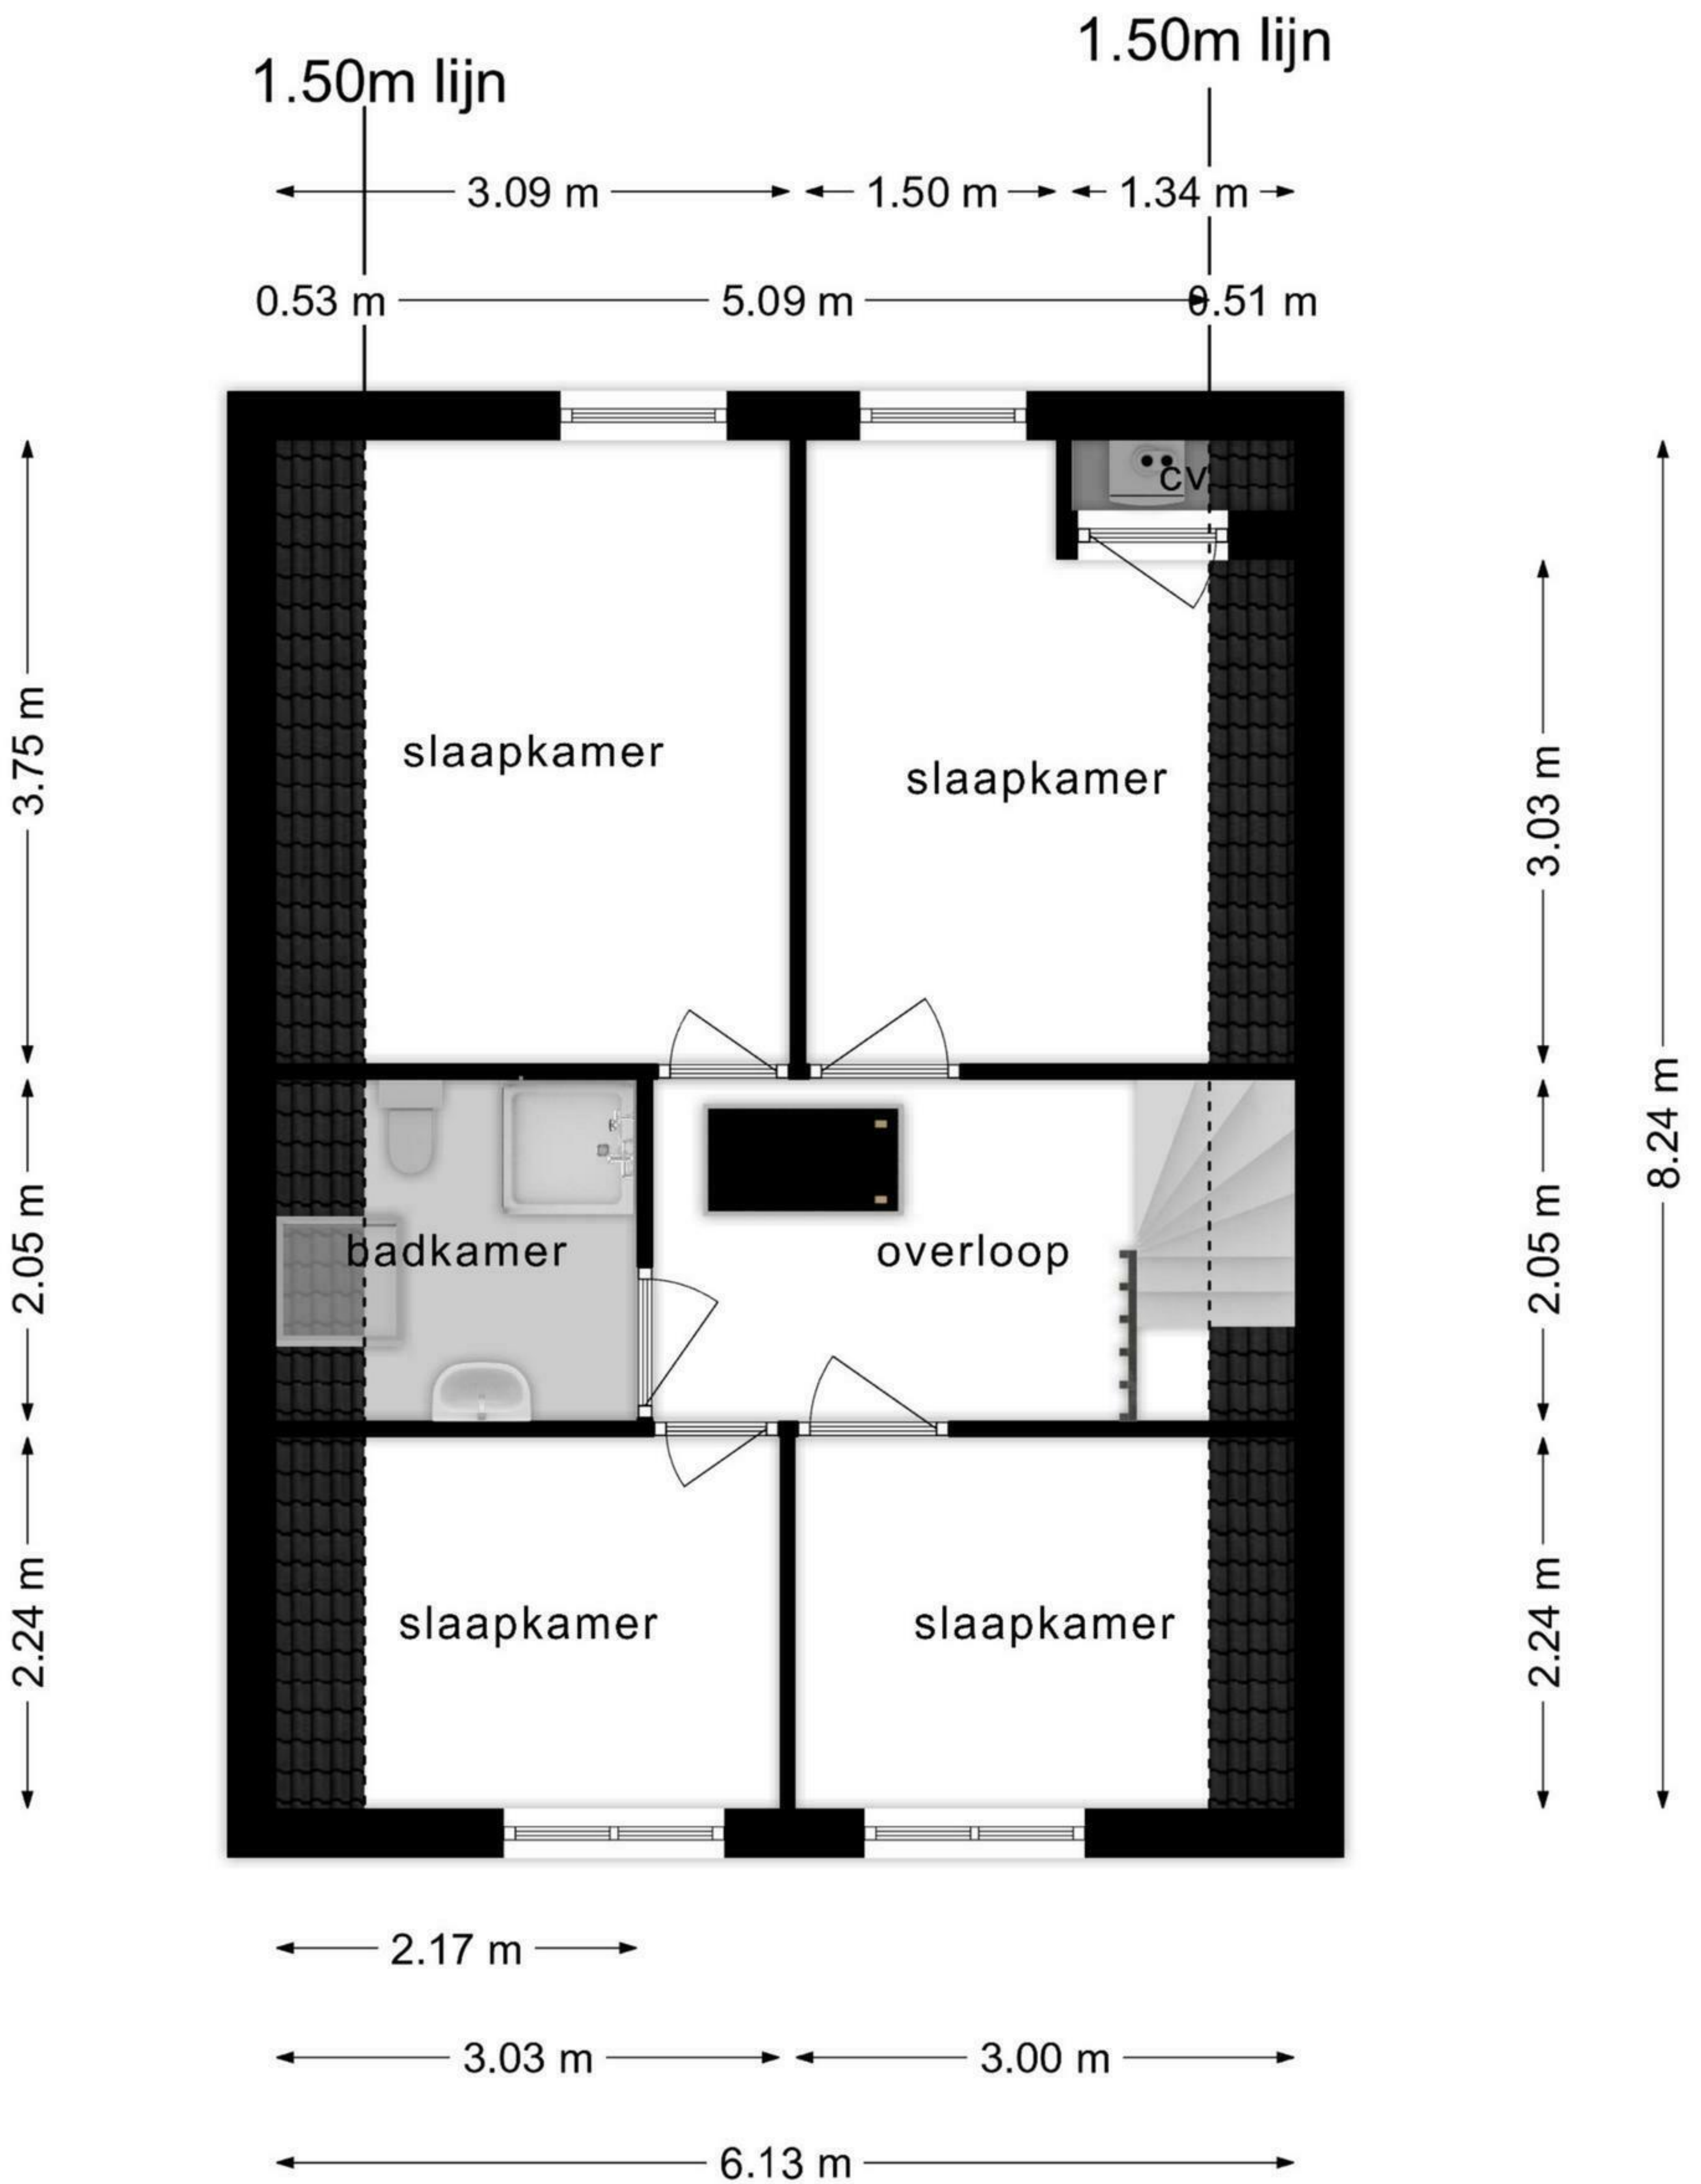 1.50m lijn
1.50m lijn
3.09 m
1.50 m
1.34 m
0.53 m
5.09 m
0.51 m
cv
3.75 m
slaapkamer
slaapkamer
3.03 m
8.24 m
2.05 m
badkamer
overloop
2.05 m
2.24 m
slaapkamer
slaapkamer
2.24 m
2.17 m
3.03 m
3.00 m
6.13 m